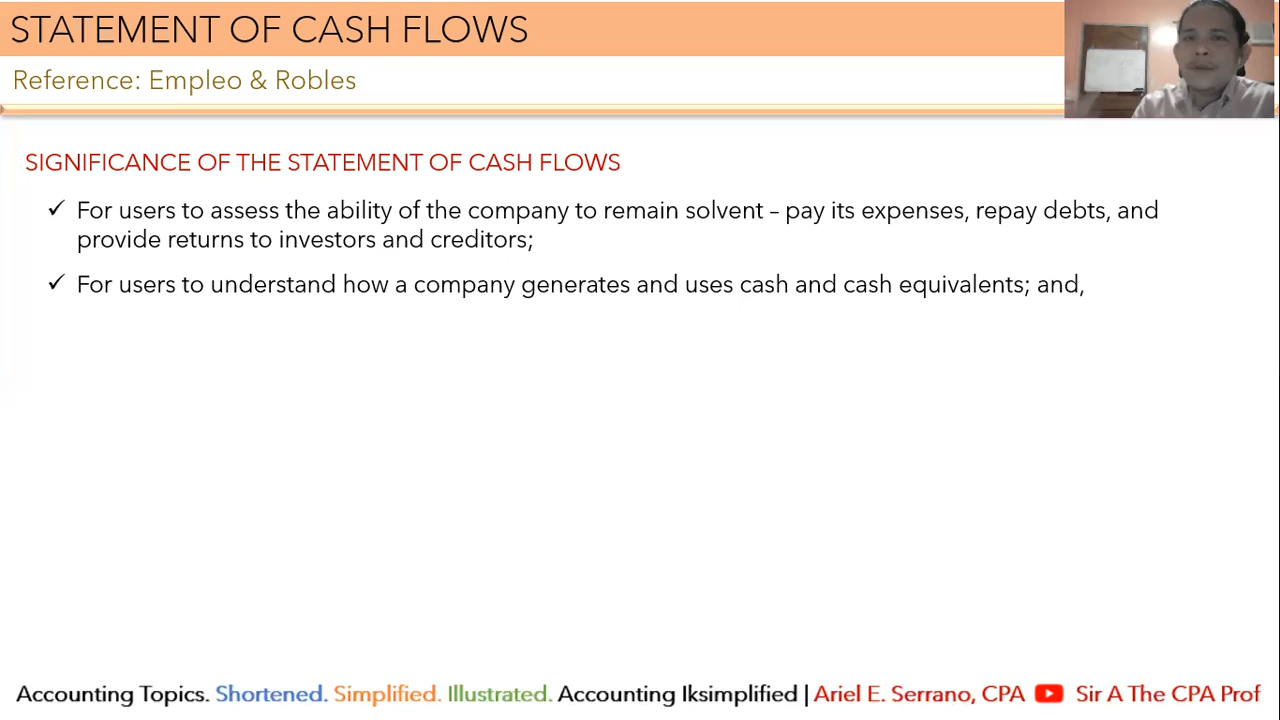 STATEMENT OF CASH FLOWS
Reference: Empleo & Robles
SIGNIFICANCE OF THE STATEMENT OF CASH FLOWS
✓ For users to assess the ability of the company to remain solvent – pay its expenses, repay debts, and
provide returns to investors and creditors;
✓ For users to understand how a company generates and uses cash and cash equivalents; and,
Accounting Topics. Shortened. Simplified. Illustrated. Accounting Iksimplified | Ariel E. Serrano, CPA Sir A The CPA Prof